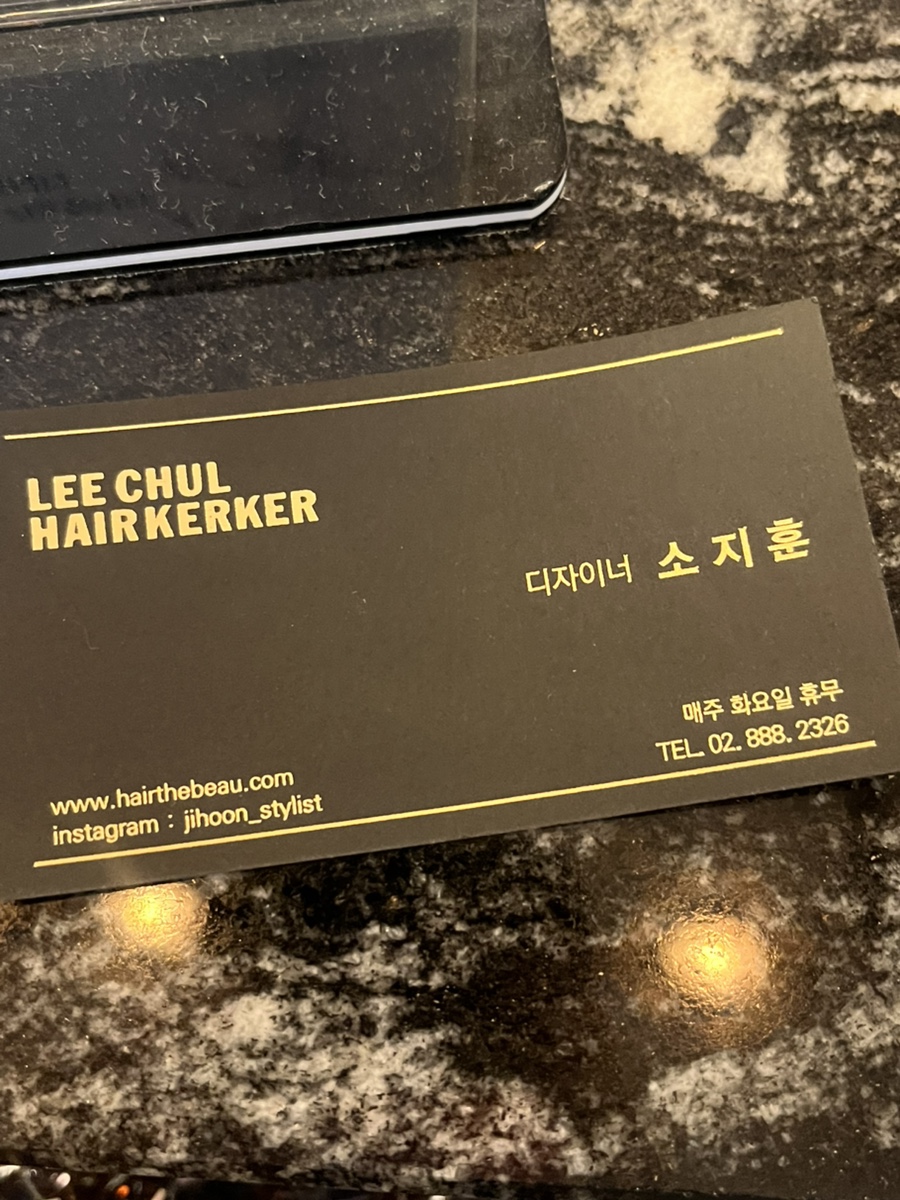 LEE CHUL
HAIRKERKER
디자이너 소지훈
매주 화요일 휴무
TEL. 02. 888. 2326
www.hairthebeau.com
instagram : jihoon_stylist